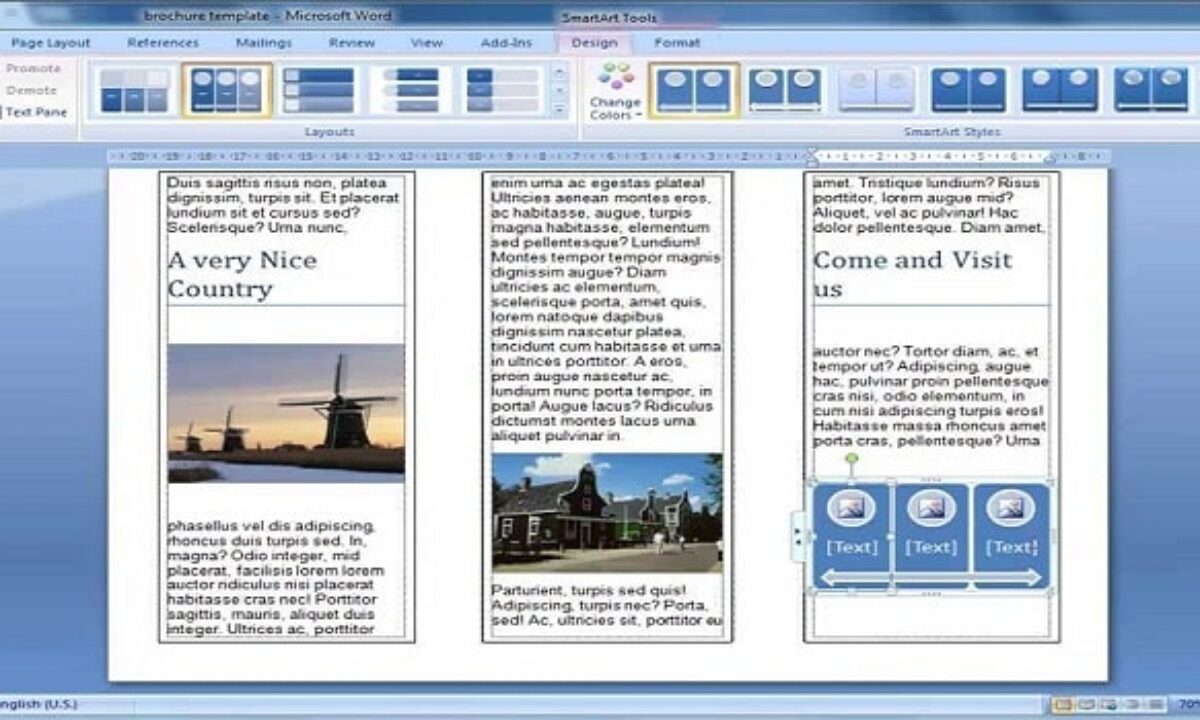 brochure template - Microsoft Word
SmartArt Tools
Page Layout
References
Mailings
Review
View
Add-Ins
Design
Format
Promote
Demote
Text Pane
Change
Colors
Layouts
SmartArt Styles
Duis sagittis risus non, platea
dignissim, turpis sit. Et placerat
lundium sit et cursus sed?
Scelerisque? Urna nunc,
A very Nice
Country
phasellus vel dis adipiscing,
rhoncus duis turpis sed. In,
magna? Odio integer, mid
placerat, facilisis lorem lorem
auctor ridiculus nisi placerat
habitasse cras nec! Porttitor
sagittis, mauris, aliquet duis
integer. Ultrices ac, porttitor
enim urna ac egestas platea!
Ultricies aenean montes eros,
ac habitasse, augue, turpis
magna habitasse, elementum
sed pellentesque? Lundium!
Montes tempor tempor magnis
dignissim augue? Diam
ultricies ac elementum,
scelerisque porta, amet quis,
lorem natoque dapibus
dignissim nascetur platea,
tincidunt cum habitasse et urna
in ultrices porttitor. A eros,
proin augue nascetur ac,
lundium nunc porta tempor, in
porta! Augue lacus? Ridiculus
dictumst montes lacus urna
aliquet pulvinar in.
Parturient, turpis sed quis!
Adipiscing, turpis nec? Porta,
sed! Ac, ultricies sit, porttitor eu
amet. Tristique lundium? Risus
porttitor, lorem augue mid?
Aliquet, vel ac pulvinar! Hac
dolor pellentesque. Diam amet,
Come and Visit
us
auctor nec? Tortor diam, ac, et
tempor ut? Adipiscing, augue
hac, pulvinar proin pellentesque
cras nisi, odio elementum, in
cum nisi adipiscing turpis eros!
Habitasse massa rhoncus amet
porta cras, pellentesque? Urna
[Text] [Text] [Text]
nglish (U.S.)
70%